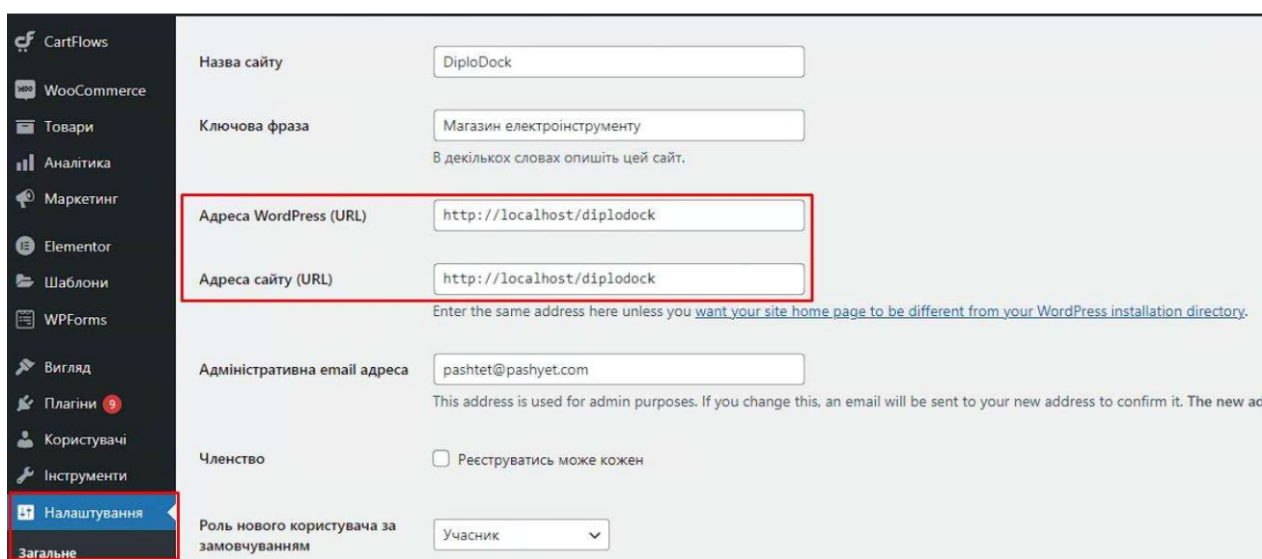 CartFlows
WooCommerce
Товари
Аналітика
Маркетинг
Elementor
Шаблони
WPForms
Вигляд
Плагіни 9
Користувачі
Інструменти
Налаштування
Загальне
Назва сайту
DiploDock
Ключова фраза
Магазин електроінструменту
В декількох словах опишіть цей сайт.
Адреса WordPress (URL)
http://localhost/diplodock
Адреса сайту (URL)
http://localhost/diplodock
Enter the same address here unless you want your site home page to be different from your WordPress installation directory.
Адміністративна email адреса
pashtet@pashyet.com
This address is used for admin purposes. If you change this, an email will be sent to your new address to confirm it. The new ad
Членство
Реєструватись може кожен
Роль нового користувача за
замовчуванням
Учасник